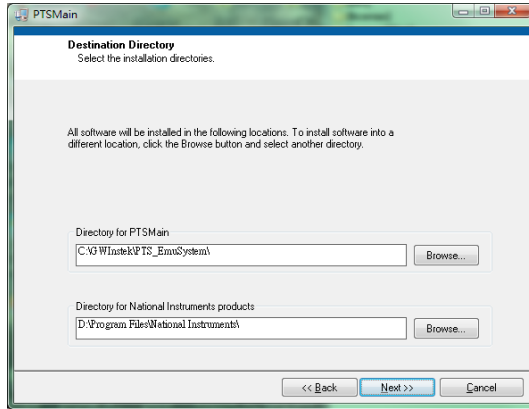 PTSMain
Destination Directory
Select the installation directories.
All software will be installed in the following locations. To install software into a
different location, click the Browse button and select another directory.
Directory for PTSMain
C:\GWInstek\PTS_EmuSystem\
Browse...
Directory for National Instruments products
D:\Program Files\National Instruments\
Browse...
<< Back
Next >>
Cancel